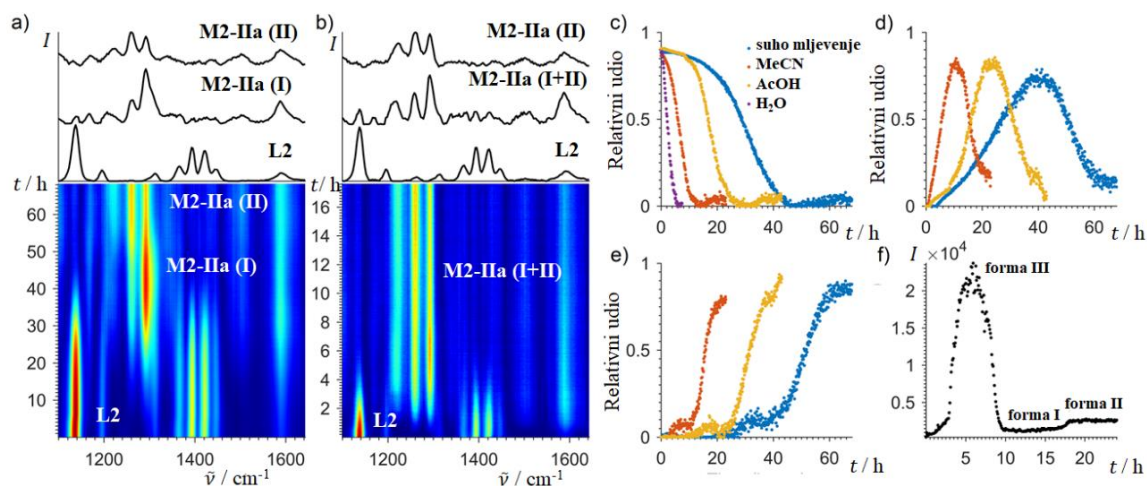 a)
I
M2-IIa (II)
M2-IIa (I)
L2
t / h
60
50
40
30
20
10
M2-IIa (II)
M2-IIa (I)
L2
1200 1400 1600
ṽ / cm⁻¹
b)
M2-IIa (II)
M2-IIa (I+II)
L2
16
14
12
10
8
6
4
2
M2-IIa (I+II)
L2
1200 1400 1600
ṽ / cm⁻¹
c)
Relativni udio
1
0.5
0
suho mljevenje
MeCN
AcOH
H₂O
0 20 40 60
t / h
d)
Relativni udio
1
0.5
0
0 20 40 60
t / h
e)
Relativni udio
1
0.5
0
0 20 40 60
t / h
f)
I ×10⁴
2
1.5
1
0.5
forma III
forma I
forma II
5 10 15 20
t / h